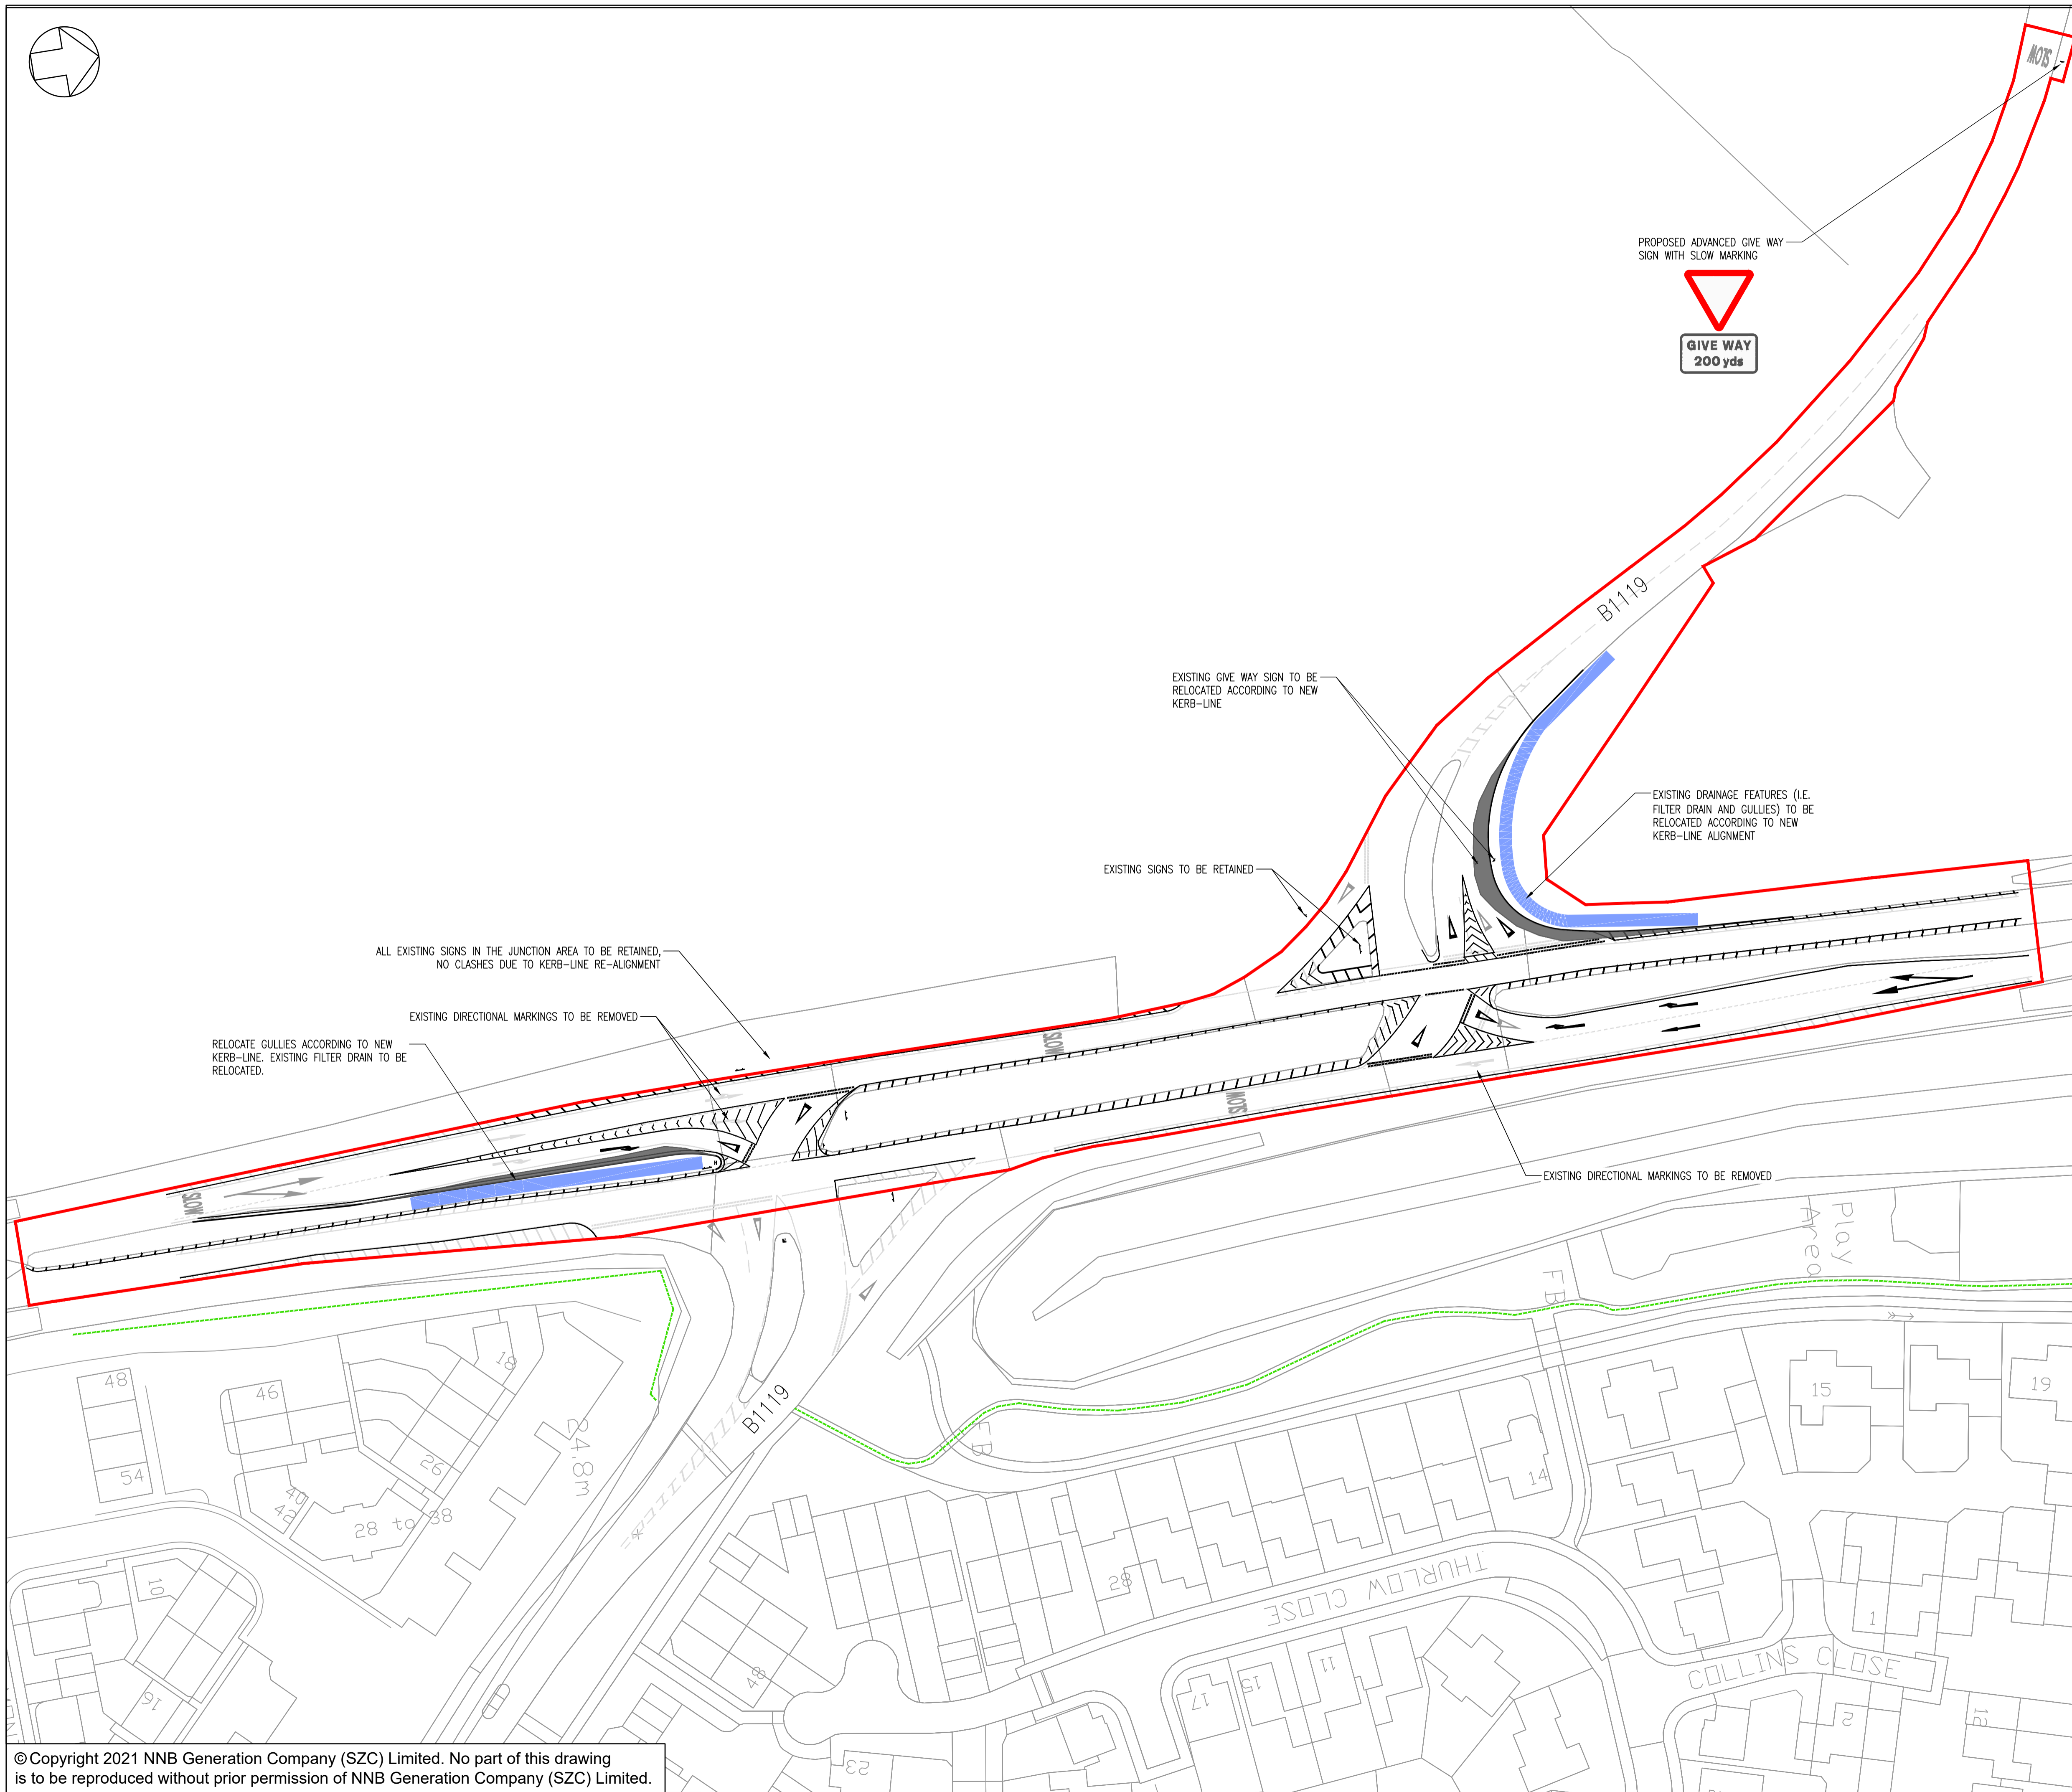 SLOW
PROPOSED ADVANCED GIVE WAY
SIGN WITH SLOW MARKING
GIVE WAY
200 yds
B1119
EXISTING GIVE WAY SIGN TO BE
RELOCATED ACCORDING TO NEW
KERB-LINE
EXISTING DRAINAGE FEATURES (I.E.
FILTER DRAIN AND GULLIES) TO BE
RELOCATED ACCORDING TO NEW
KERB-LINE ALIGNMENT
EXISTING SIGNS TO BE RETAINED
ALL EXISTING SIGNS IN THE JUNCTION AREA TO BE RETAINED,
NO CLASHES DUE TO KERB-LINE RE-ALIGNMENT
EXISTING DIRECTIONAL MARKINGS TO BE REMOVED
RELOCATE GULLIES ACCORDING TO NEW
KERB-LINE. EXISTING FILTER DRAIN TO BE
RELOCATED.
SLOW
SLOW
SLOW
EXISTING DIRECTIONAL MARKINGS TO BE REMOVED
Play
Area
FB
FB
B1119
24.8m
48
46
54
18
26
40
42
28 to 38
10
16
48
28
14
15
19
THURLOW CLOSE
COLLINS CLOSE
17
15
11
1
2
19
23
© Copyright 2021 NNB Generation Company (SZC) Limited. No part of this drawing
is to be reproduced without prior permission of NNB Generation Company (SZC) Limited.